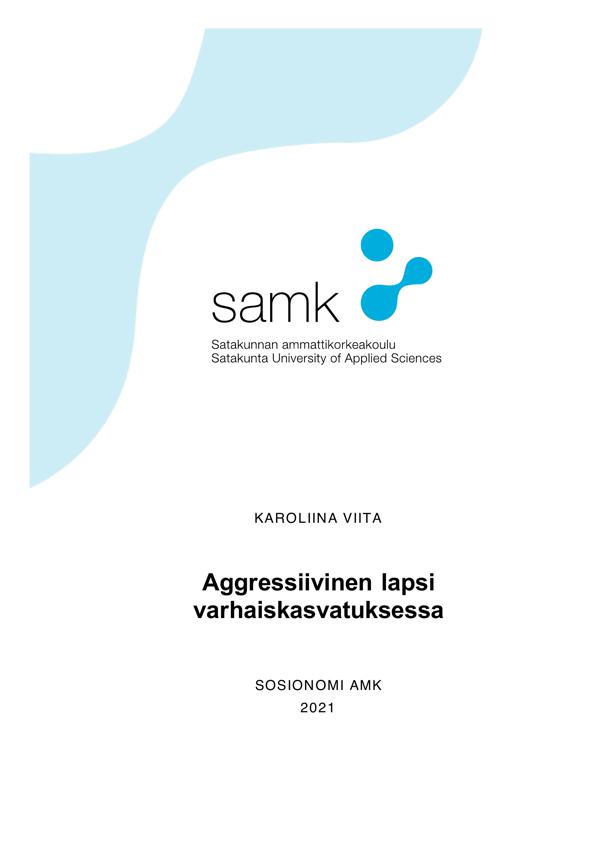 samk
Satakunnan ammattikorkeakoulu
Satakunta University of Applied Sciences
KAROLIINA VIITA
Aggressiivinen lapsi
varhaiskasvatuksessa
SOSIONOMI AMK
2021